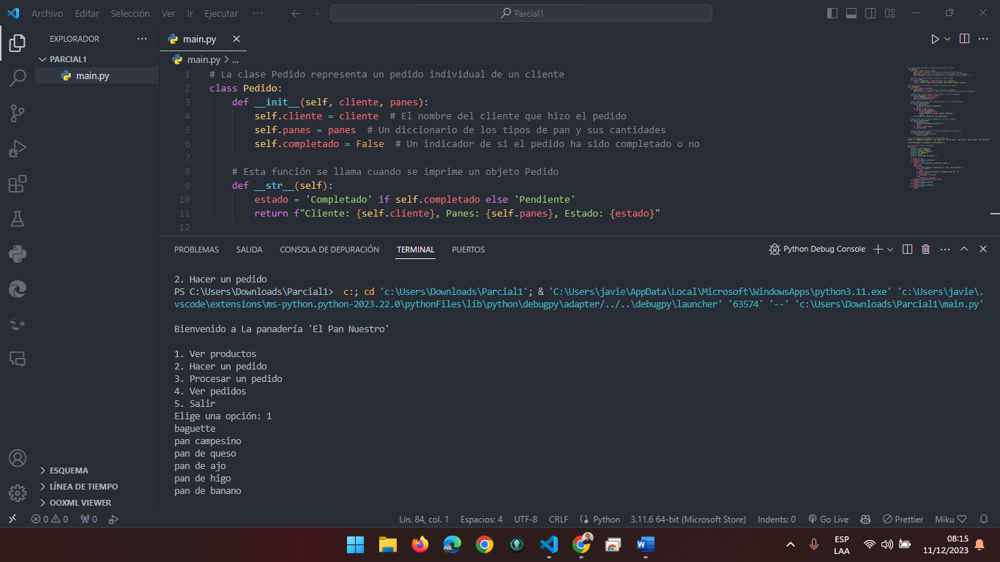 Archivo Editar Selección Ver Ir Ejecutar ··· Parcial1
EXPLORADOR ···
PARCIAL1
main.py
main.py
main.py > ...
1 # La clase Pedido representa un pedido individual de un cliente
2 class Pedido:
3 def __init__(self, cliente, panes):
4 self.cliente = cliente # El nombre del cliente que hizo el pedido
5 self.panes = panes # Un diccionario de los tipos de pan y sus cantidades
6 self.completado = False # Un indicador de si el pedido ha sido completado o no
7
8 # Esta función se llama cuando se imprime un objeto Pedido
9 def __str__(self):
10 estado = 'Completado' if self.completado else 'Pendiente'
11 return f"Cliente: {self.cliente}, Panes: {self.panes}, Estado: {estado}"
12
PROBLEMAS SALIDA CONSOLA DE DEPURACIÓN TERMINAL PUERTOS Python Debug Console
2. Hacer un pedido
PS C:\Users\Downloads\Parcial1> c:; cd 'c:\Users\Downloads\Parcial1'; & 'C:\Users\javie\AppData\Local\Microsoft\WindowsApps\python3.11.exe' 'c:\Users\javie\.
vscode\extensions\ms-python.python-2023.22.0\pythonFiles\lib\python\debugpy\adapter/../..\debugpy\launcher' '63574' '--' 'c:\Users\Downloads\Parcial1\main.py'
Bienvenido a La panadería 'El Pan Nuestro'
1. Ver productos
2. Hacer un pedido
3. Procesar un pedido
4. Ver pedidos
5. Salir
Elige una opción: 1
baguette
pan campesino
pan de queso
pan de ajo
pan de higo
pan de banano
ESQUEMA
LÍNEA DE TIEMPO
OOXML VIEWER
0 0 0 Lín. 84, col. 1 Espacios: 4 UTF-8 CRLF Python 3.11.6 64-bit (Microsoft Store) Indents: 0 Go Live Prettier Miku
ESP
LAA
08:15
11/12/2023